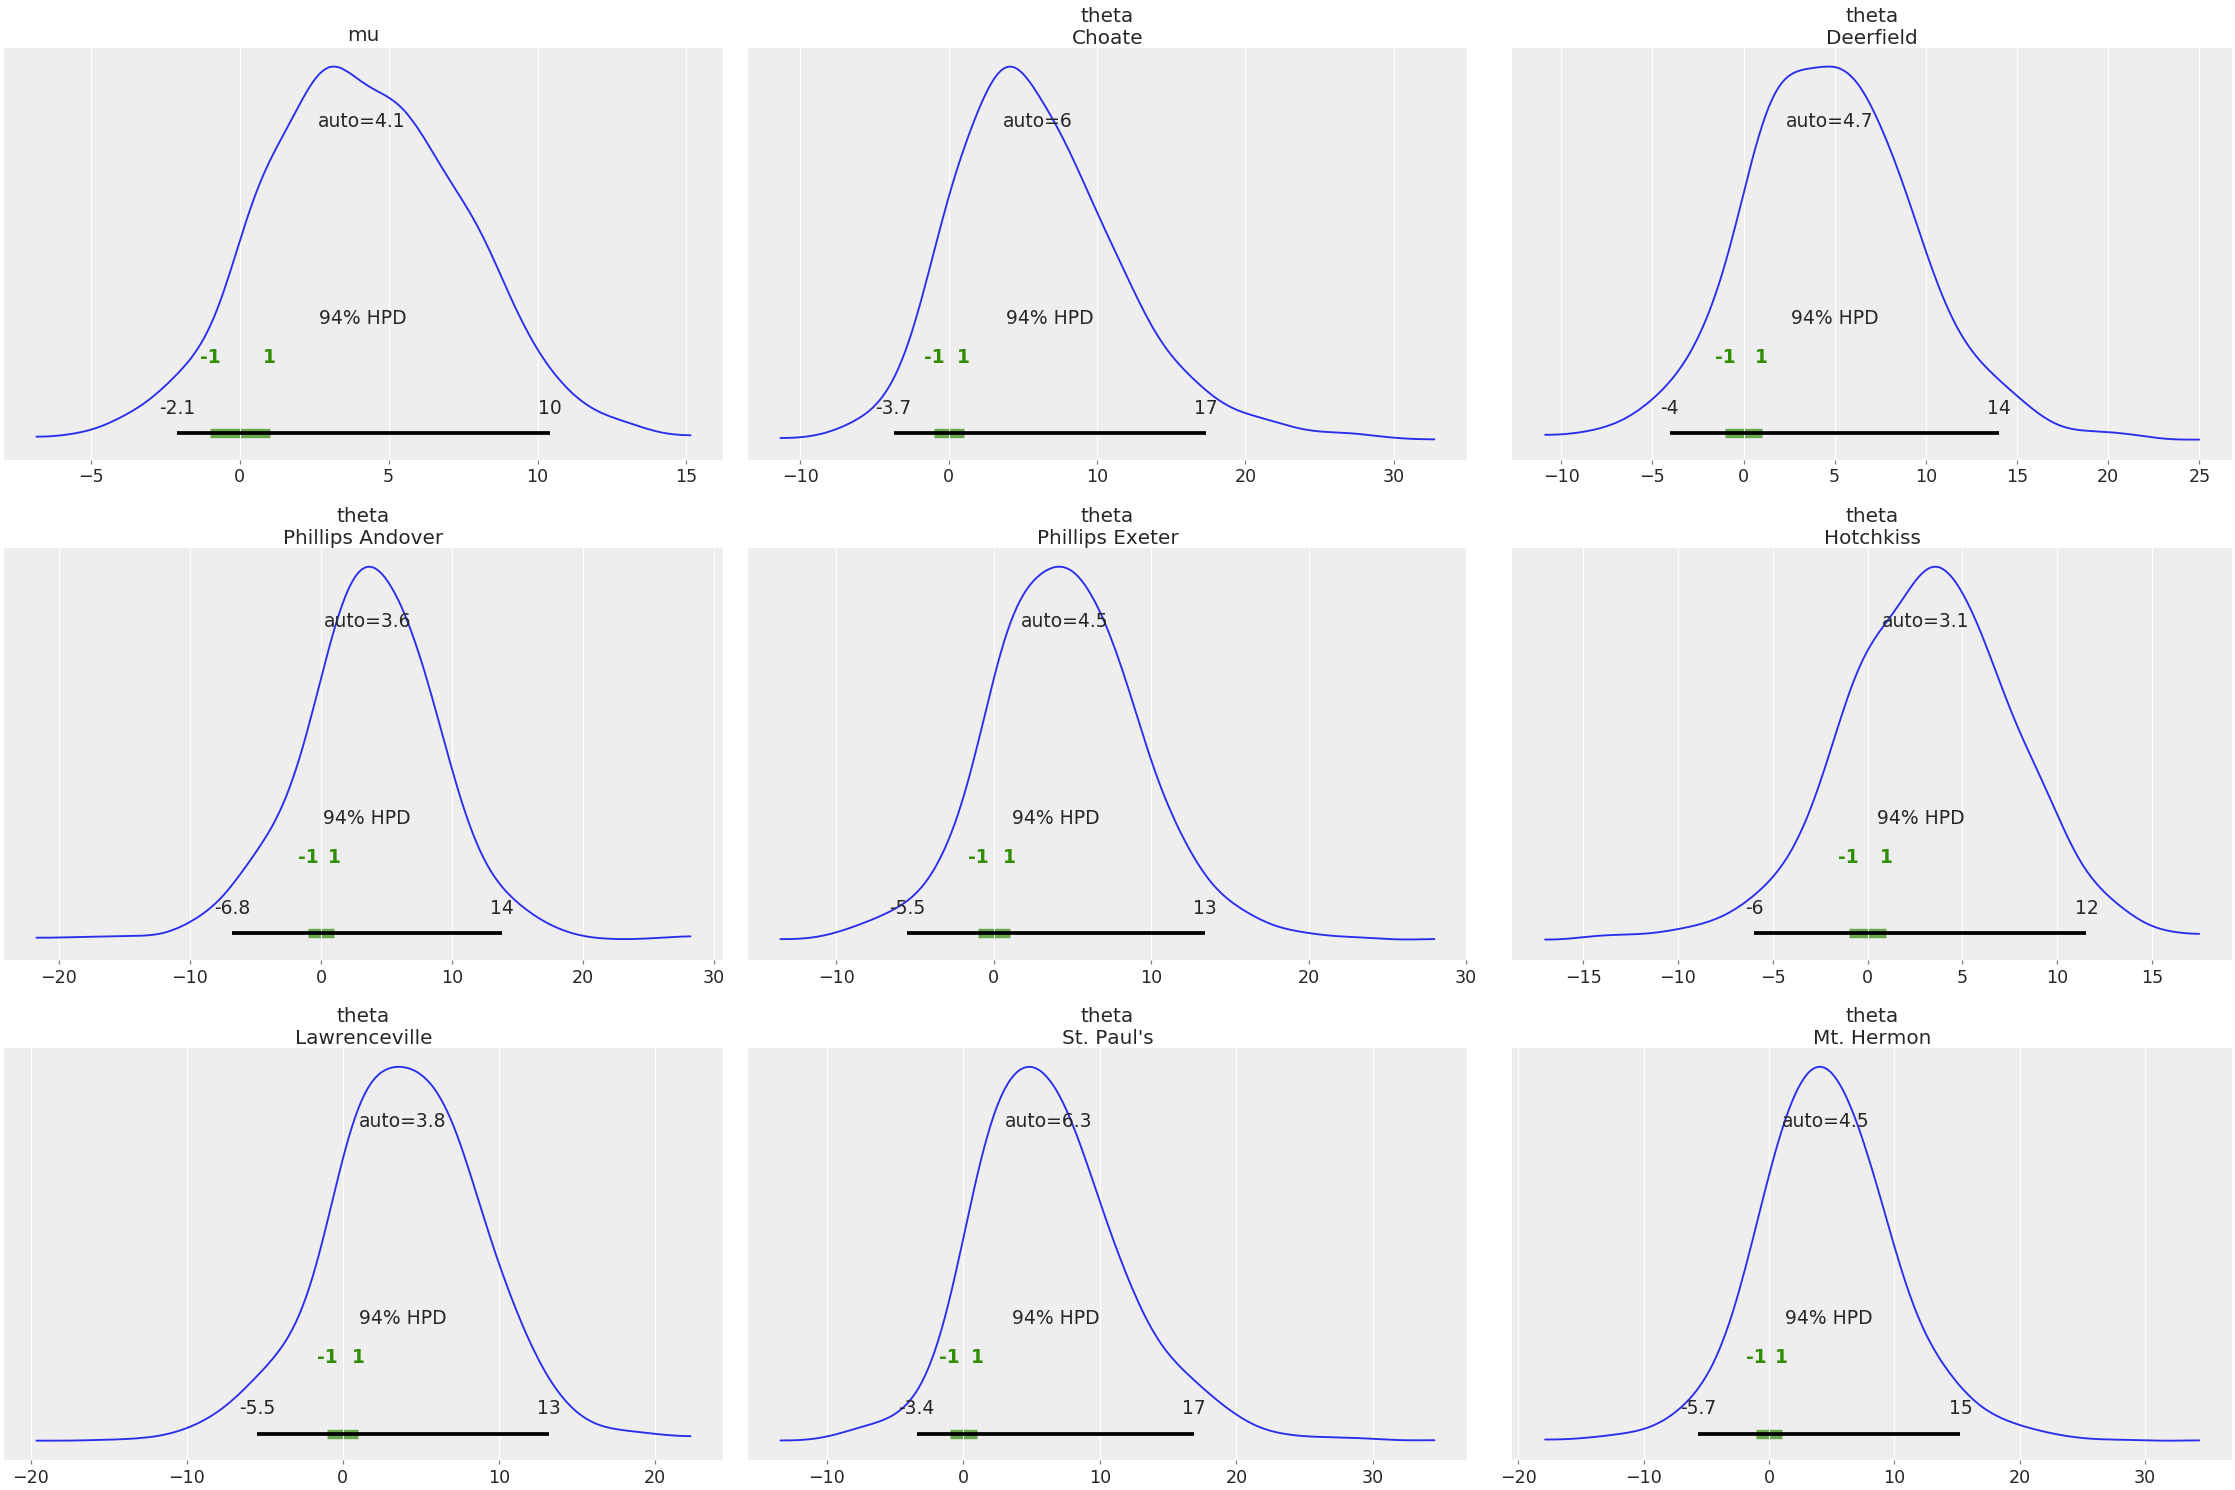 mu
auto=4.1
94% HPD
-1 1
-2.1 10
−5 0 5 10 15
theta
Choate
auto=6
94% HPD
-1 1
-3.7 17
−10 0 10 20 30
theta
Deerfield
auto=4.7
94% HPD
-1 1
-4 14
−10 −5 0 5 10 15 20 25
theta
Phillips Andover
auto=3.6
94% HPD
-1 1
-6.8 14
−20 −10 0 10 20 30
theta
Phillips Exeter
auto=4.5
94% HPD
-1 1
-5.5 13
−10 0 10 20 30
theta
Hotchkiss
auto=3.1
94% HPD
-1 1
-6 12
−15 −10 −5 0 5 10 15
theta
Lawrenceville
auto=3.8
94% HPD
-1 1
-5.5 13
−20 −10 0 10 20
theta
St. Paul's
auto=6.3
94% HPD
-1 1
-3.4 17
−10 0 10 20 30
theta
Mt. Hermon
auto=4.5
94% HPD
-1 1
-5.7 15
−20 −10 0 10 20 30